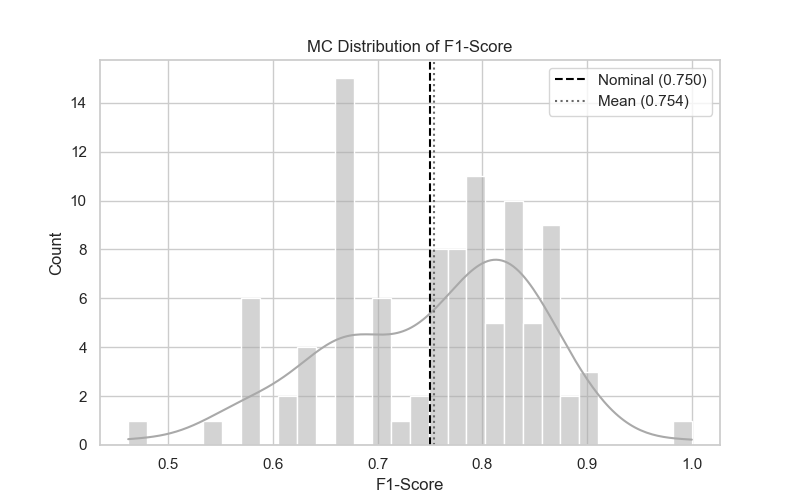 MC Distribution of F1-Score
Nominal (0.750)
Mean (0.754)
Count
14
12
10
8
6
4
2
0
0.5 0.6 0.7 0.8 0.9 1.0
F1-Score